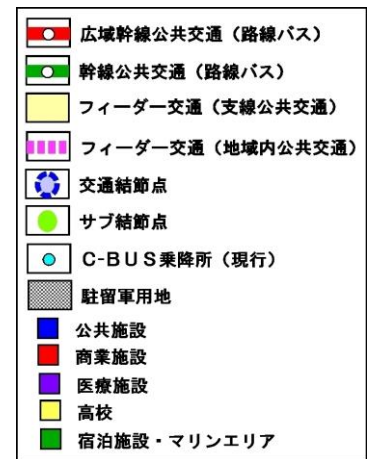 広域幹線公共交通（路線バス）
幹線公共交通（路線バス）
フィーダー交通（支線公共交通）
フィーダー交通（地域内公共交通）
交通結節点
サブ結節点
C-BUS乗降所（現行）
駐留軍用地
公共施設
商業施設
医療施設
高校
宿泊施設・マリンエリア